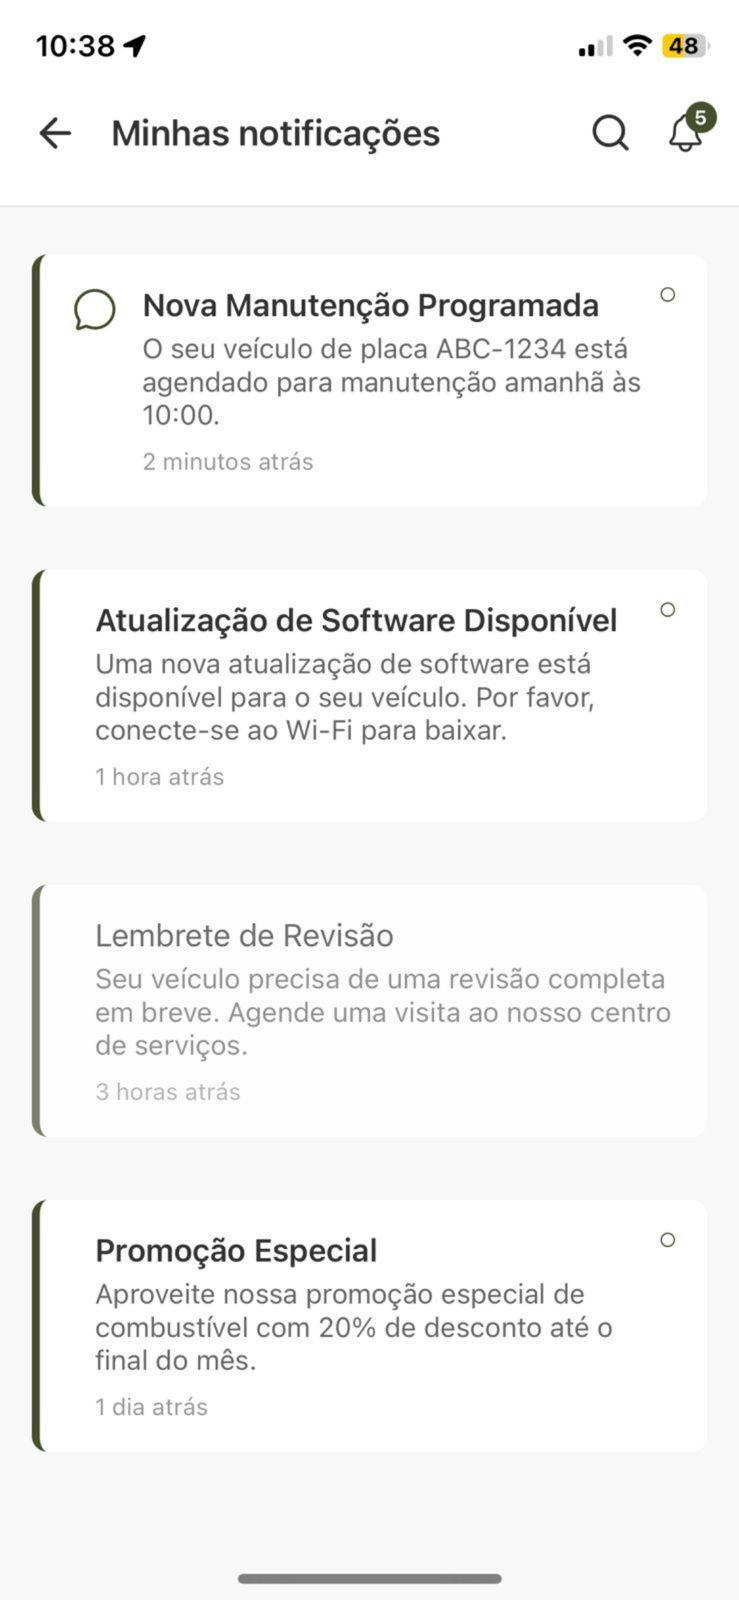 10:38
48
Minhas notificações
5
Nova Manutenção Programada
O seu veículo de placa ABC-1234 está
agendado para manutenção amanhã às
10:00.
2 minutos atrás
Atualização de Software Disponível
Uma nova atualização de software está
disponível para o seu veículo. Por favor,
conecte-se ao Wi-Fi para baixar.
1 hora atrás
Lembrete de Revisão
Seu veículo precisa de uma revisão completa
em breve. Agende uma visita ao nosso centro
de serviços.
3 horas atrás
Promoção Especial
Aproveite nossa promoção especial de
combustível com 20% de desconto até o
final do mês.
1 dia atrás